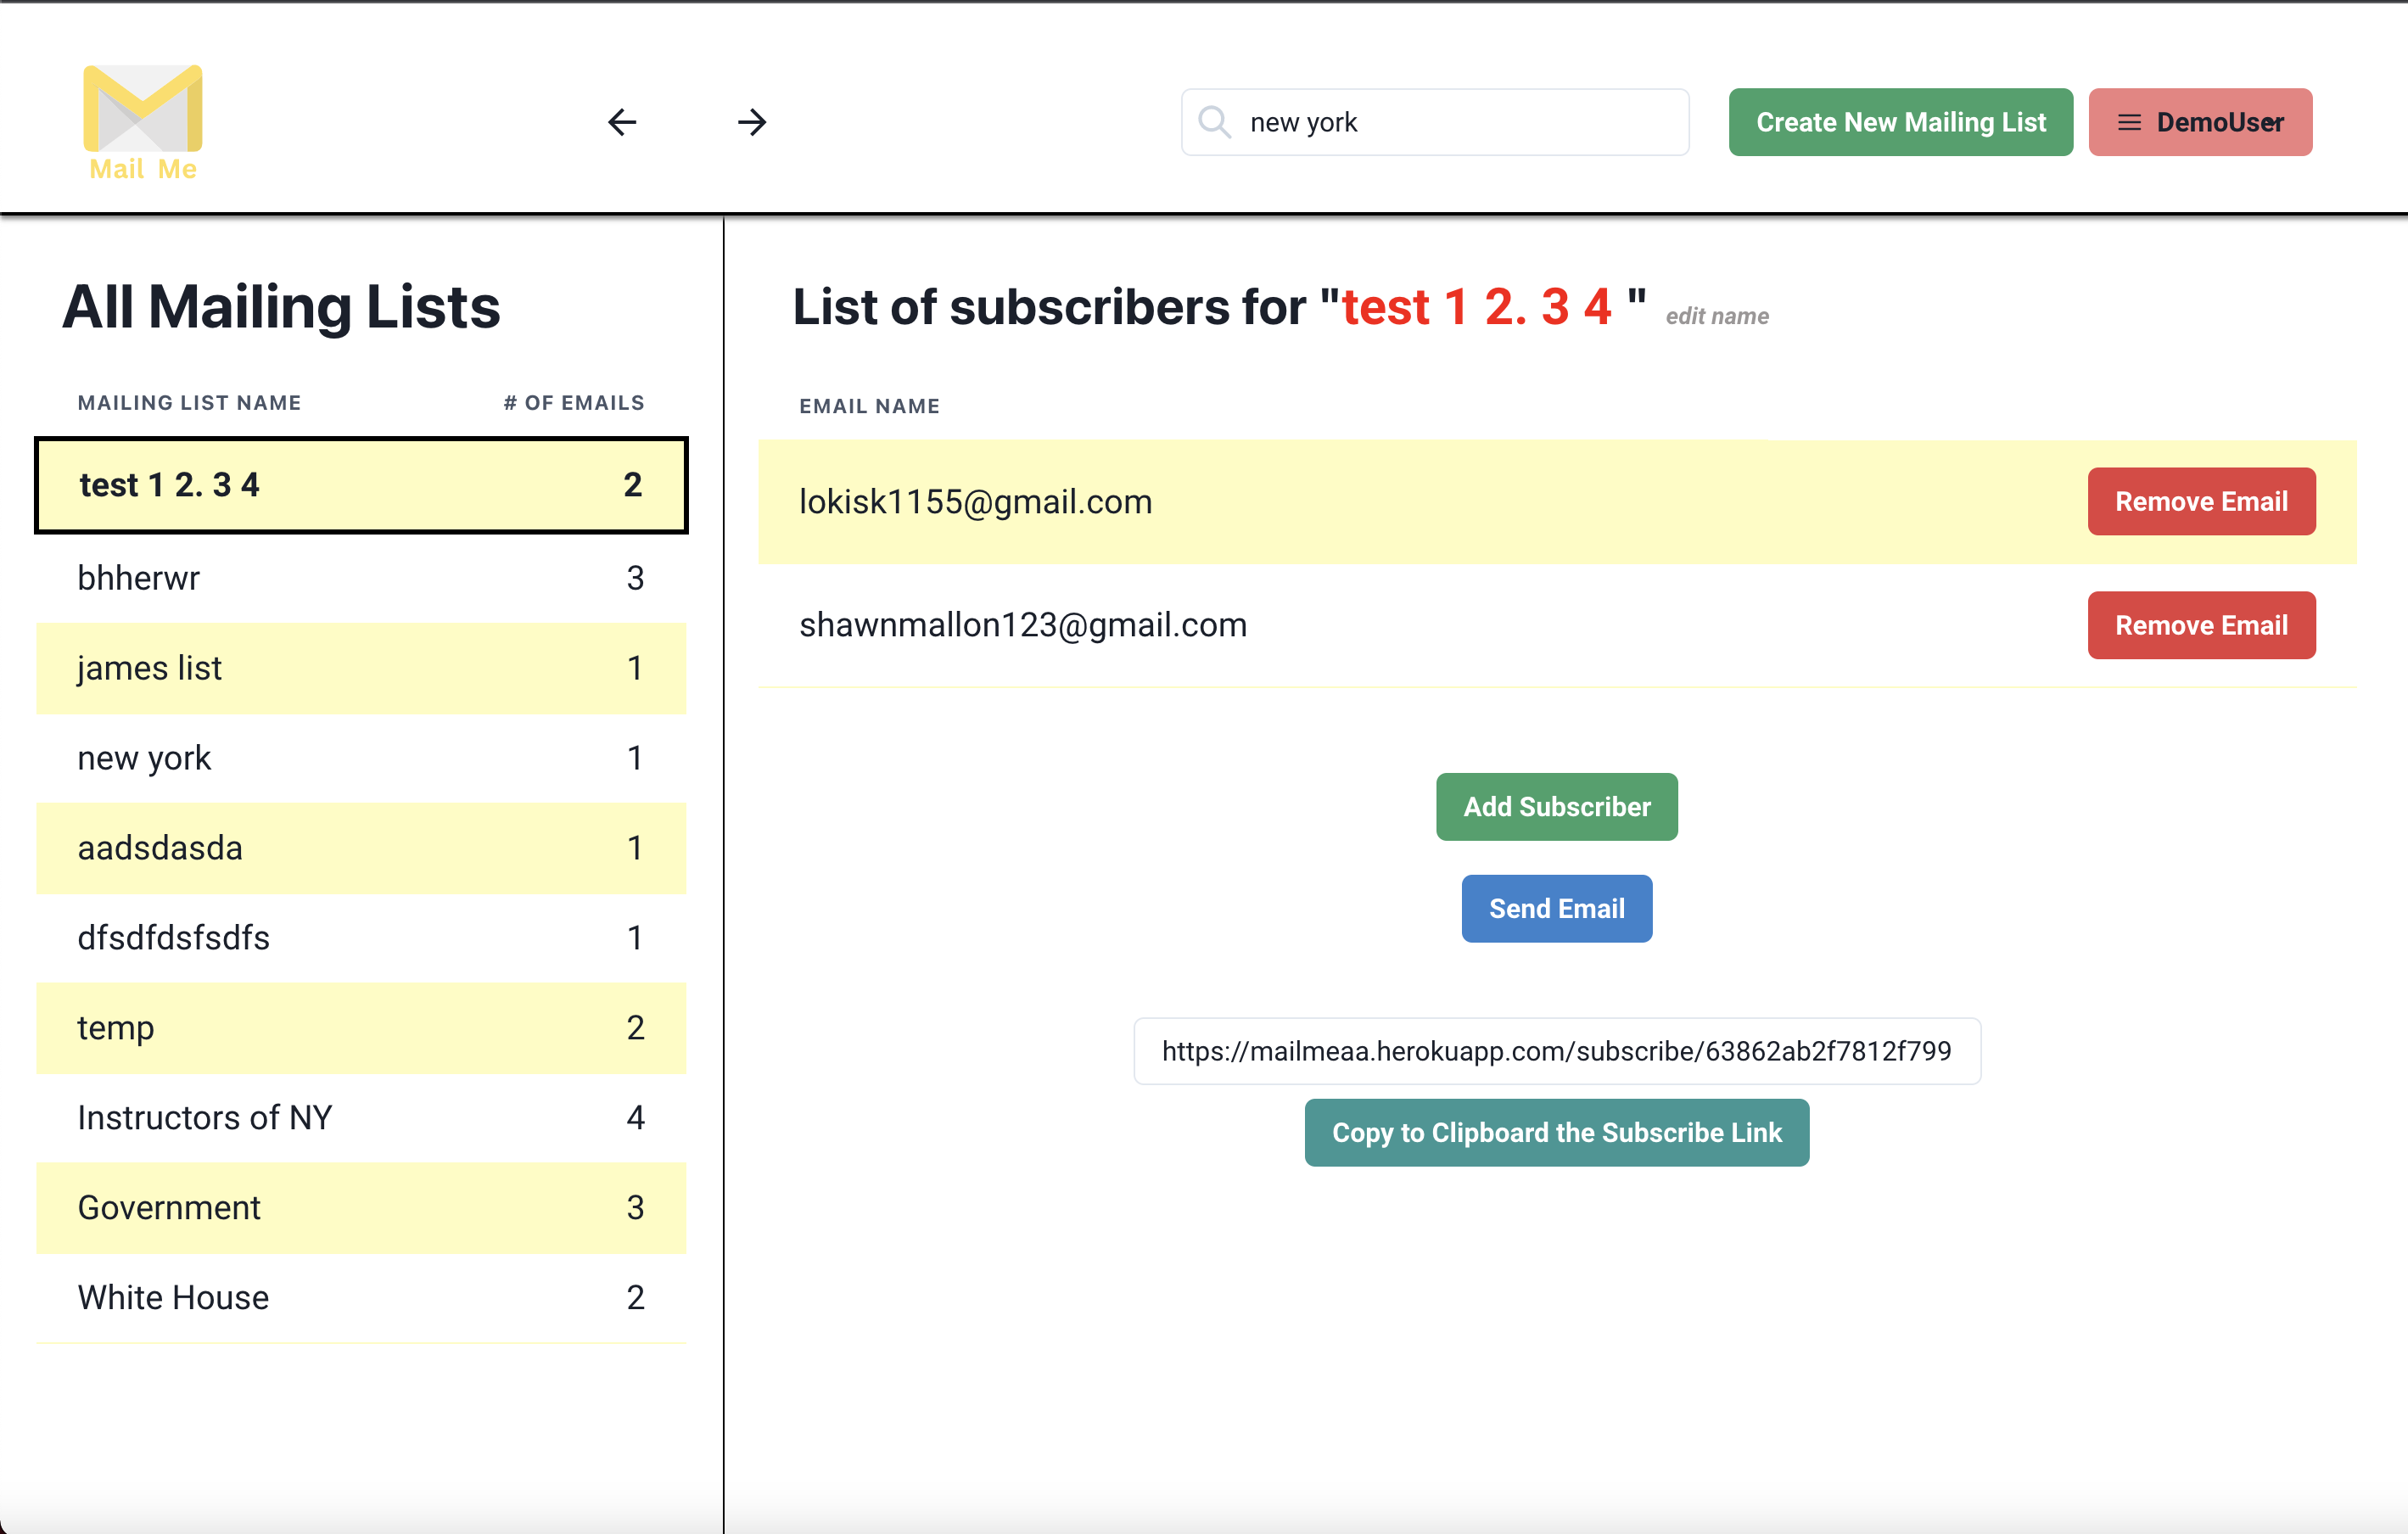 Mail Me
new york
Create New Mailing List
DemoUser
All Mailing Lists
MAILING LIST NAME # OF EMAILS
test 1 2. 3 4 2
bhherwr 3
james list 1
new york 1
aadsdasda 1
dfsdfdsfsdfs 1
temp 2
Instructors of NY 4
Government 3
White House 2
List of subscribers for "test 1 2. 3 4 " edit name
EMAIL NAME
lokisk1155@gmail.com Remove Email
shawnmallon123@gmail.com Remove Email
Add Subscriber
Send Email
https://mailmeaa.herokuapp.com/subscribe/63862ab2f7812f799
Copy to Clipboard the Subscribe Link